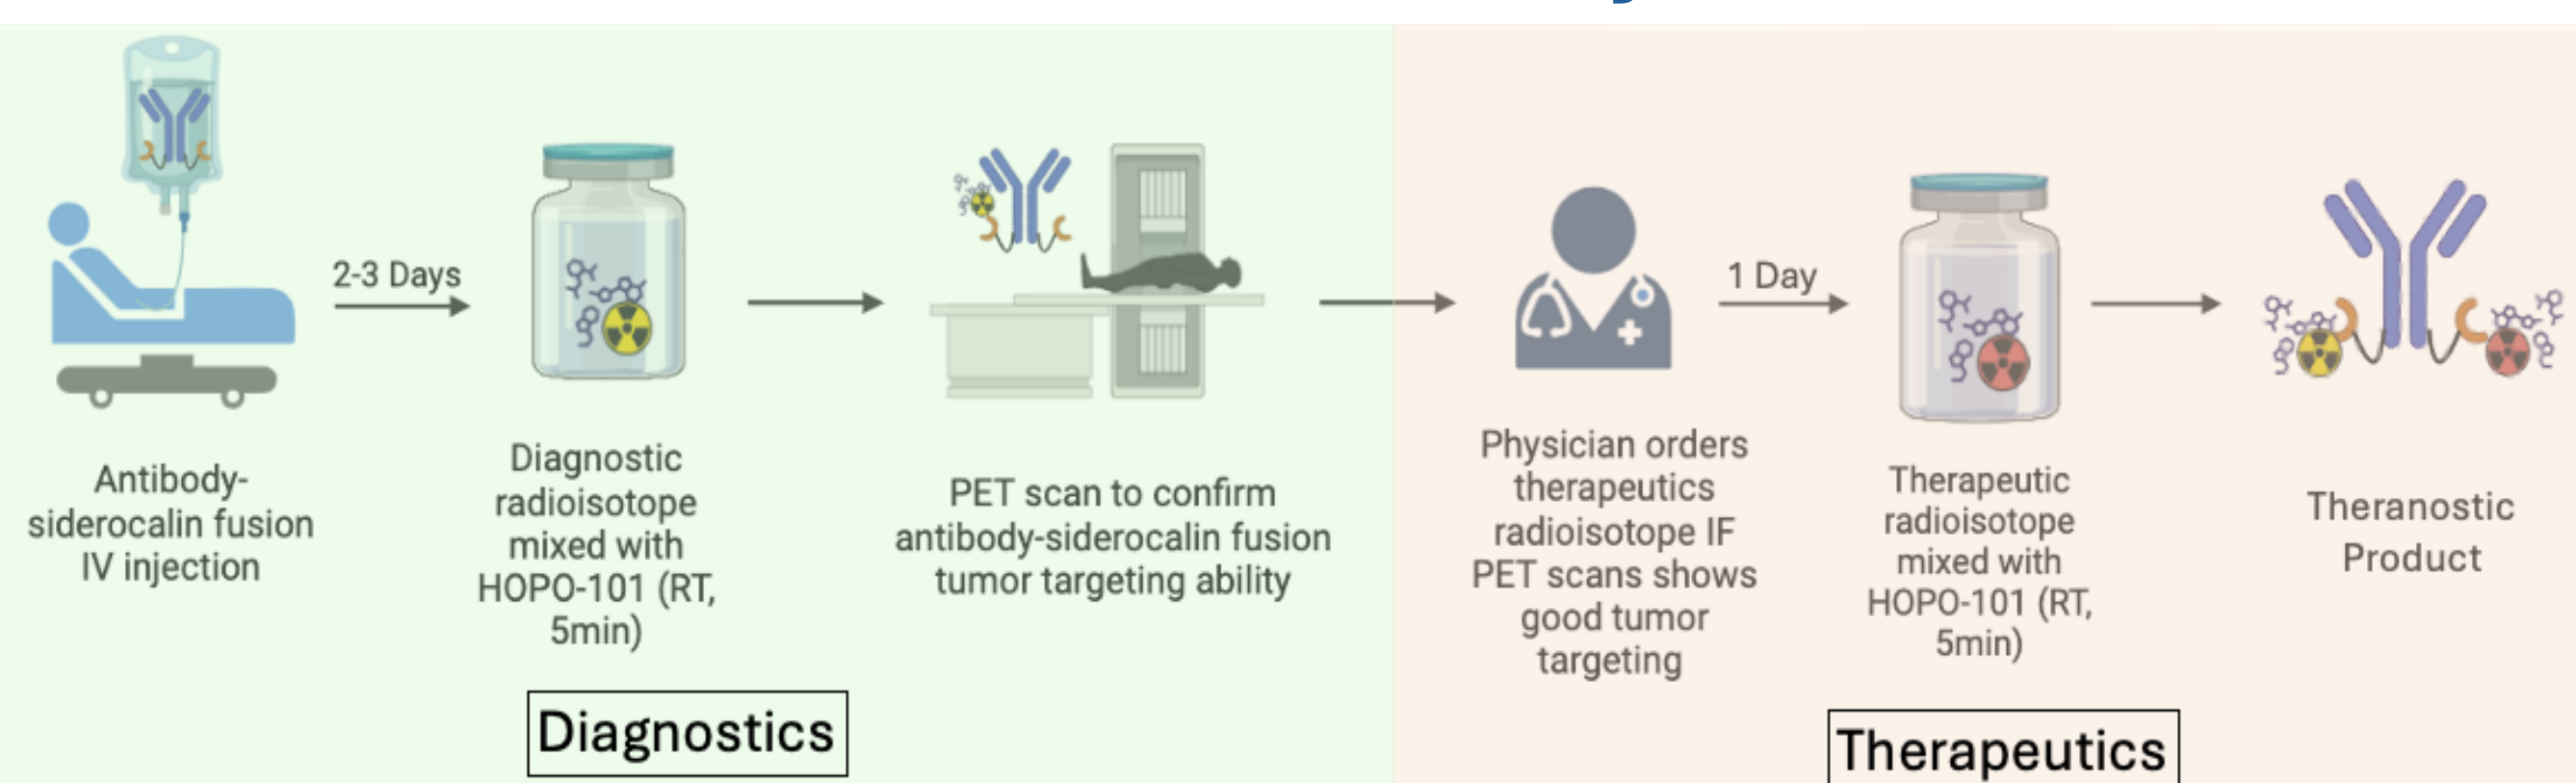 2-3 Days
1 Day
Antibody-
siderocalin fusion
IV injection
Diagnostic
radioisotope
mixed with
HOPO-101 (RT,
5min)
PET scan to confirm
antibody-siderocalin fusion
tumor targeting ability
Physician orders
therapeutics
radioisotope IF
PET scans shows
good tumor
targeting
Therapeutic
radioisotope
mixed with
HOPO-101 (RT,
5min)
Theranostic
Product
Diagnostics
Therapeutics